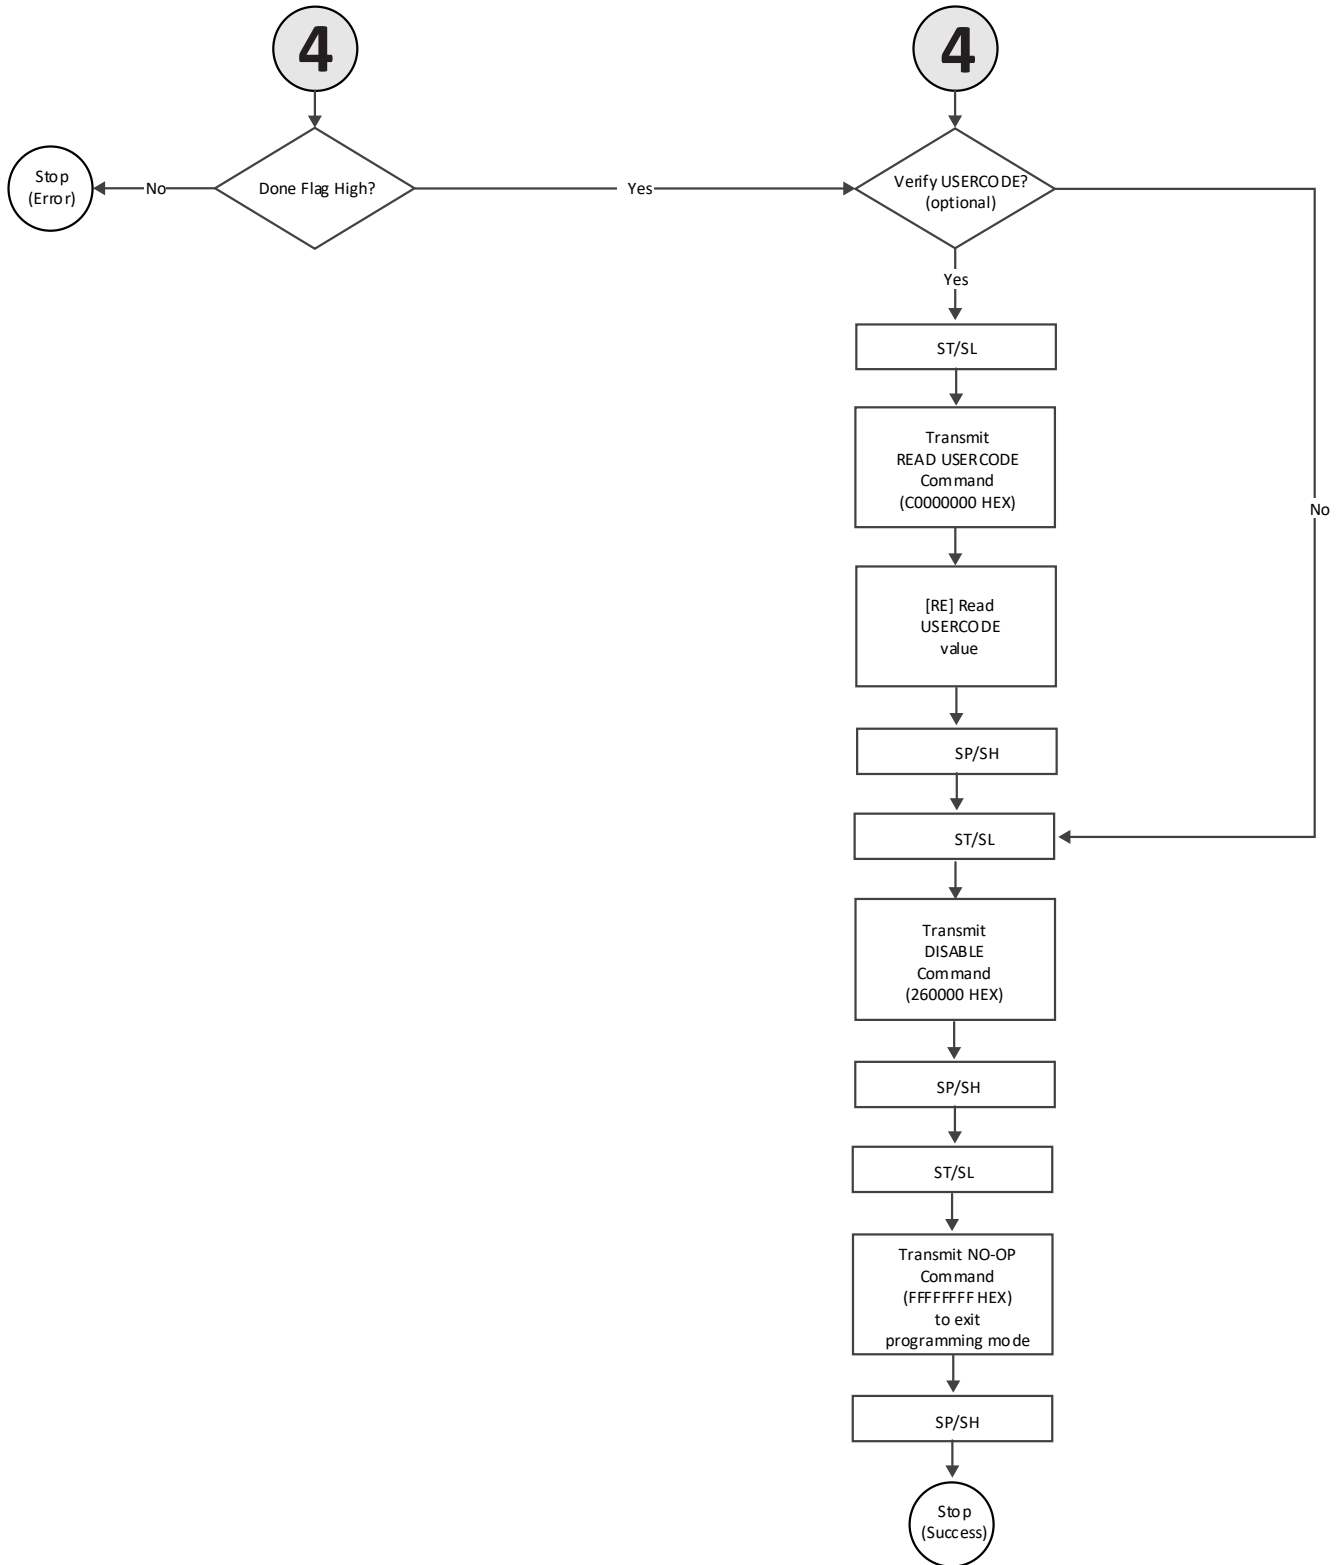 4
4
Stop
(Error)
No
Done Flag High?
Yes
Verify USERCODE?
(optional)
Yes
ST/SL
Transmit
READ USERCODE
Command
(C0000000 HEX)
No
[RE] Read
USERCODE
value
SP/SH
ST/SL
Transmit
DISABLE
Command
(260000 HEX)
SP/SH
ST/SL
Transmit NO-OP
Command
(FFFFFFFF HEX)
to exit
programming mode
SP/SH
Stop
(Success)